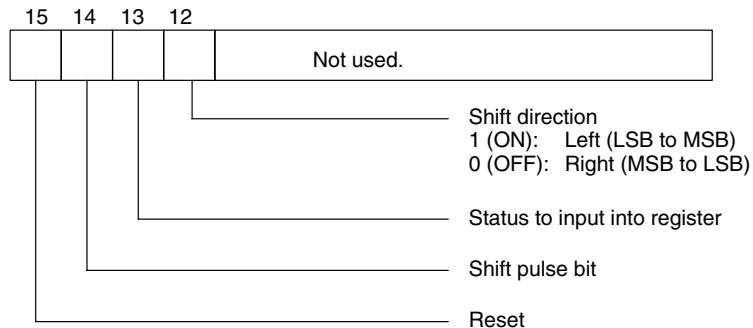 15 14 13 12
Not used.
Shift direction
1 (ON): Left (LSB to MSB)
0 (OFF): Right (MSB to LSB)
Status to input into register
Shift pulse bit
Reset